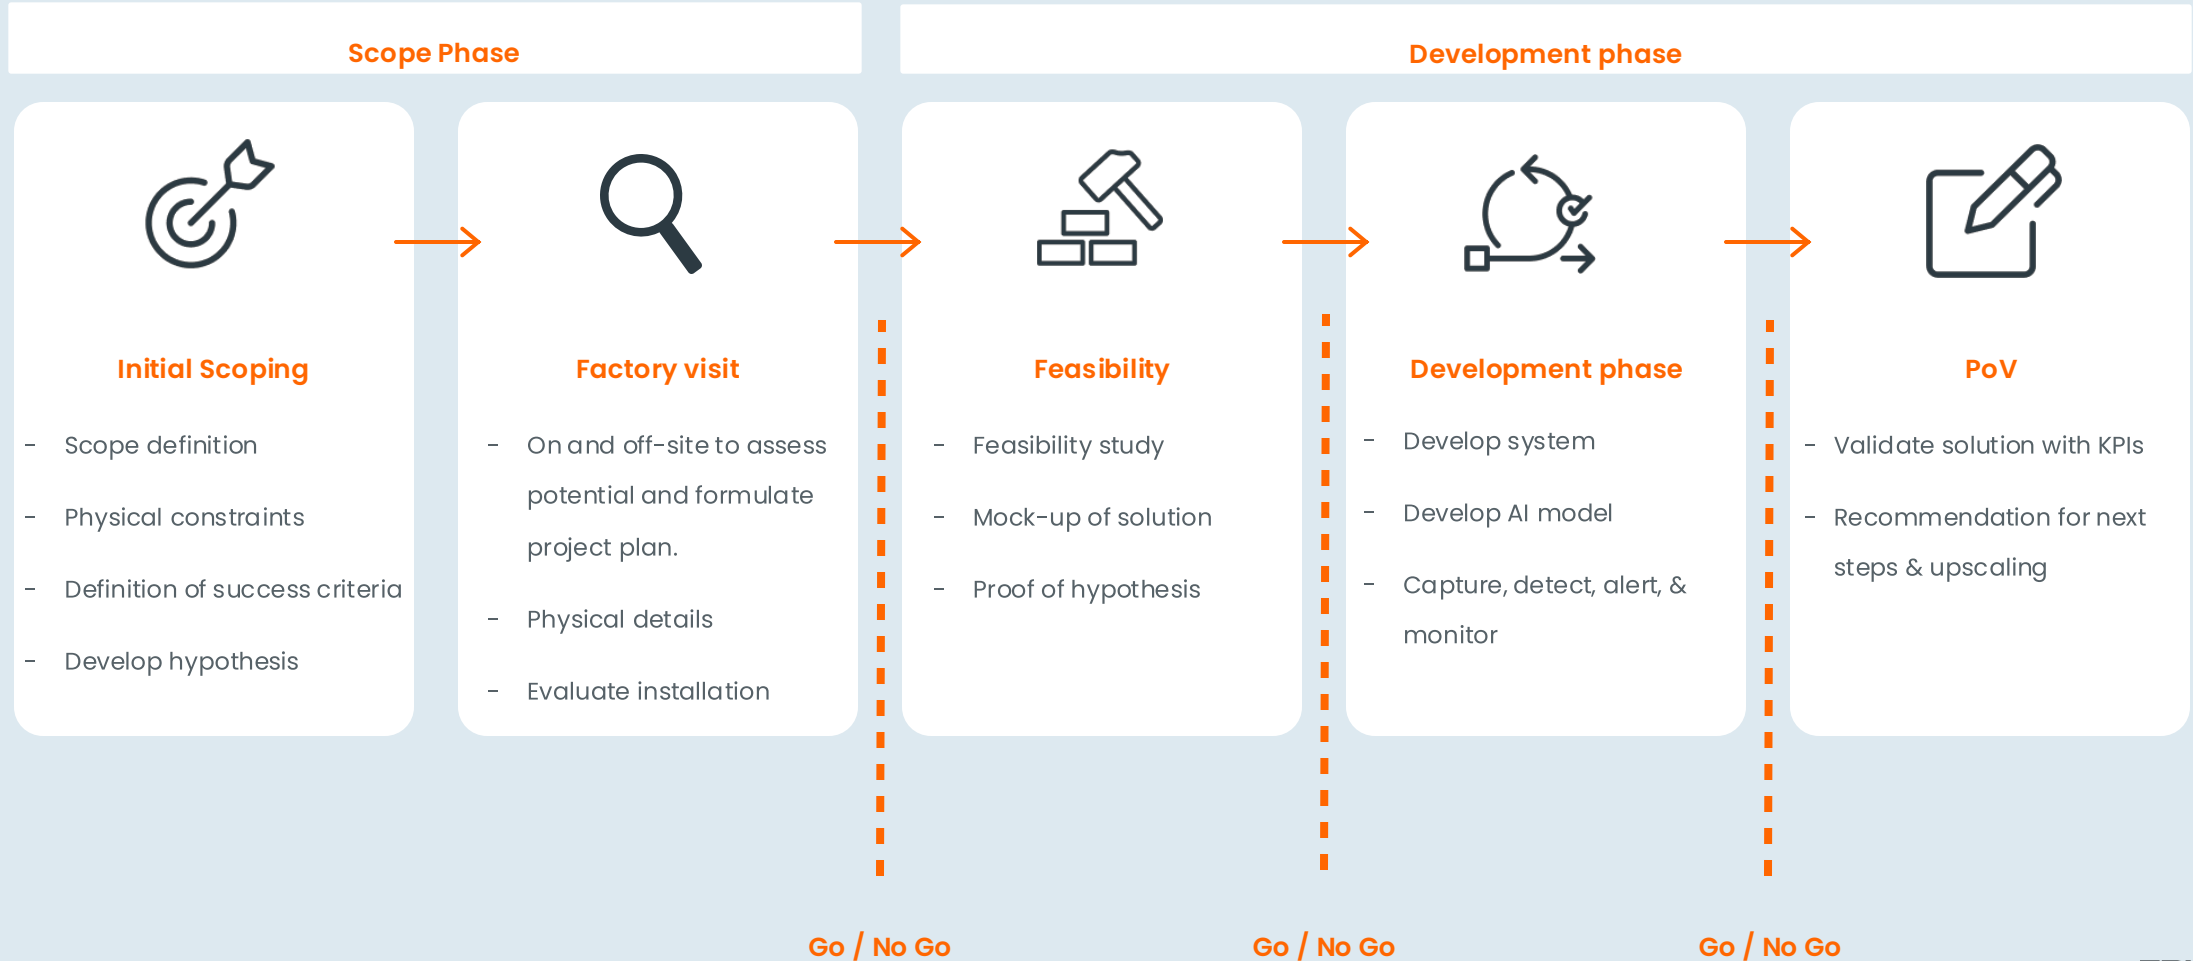 Scope Phase
Development phase
Initial Scoping
- Scope definition
- Physical constraints
- Definition of success criteria
- Develop hypothesis
Factory visit
- On and off-site to assess
potential and formulate
project plan.
- Physical details
- Evaluate installation
Feasibility
- Feasibility study
- Mock-up of solution
- Proof of hypothesis
Development phase
- Develop system
- Develop AI model
- Capture, detect, alert, &
monitor
PoV
- Validate solution with KPIs
- Recommendation for next
steps & upscaling
Go / No Go
Go / No Go
Go / No Go